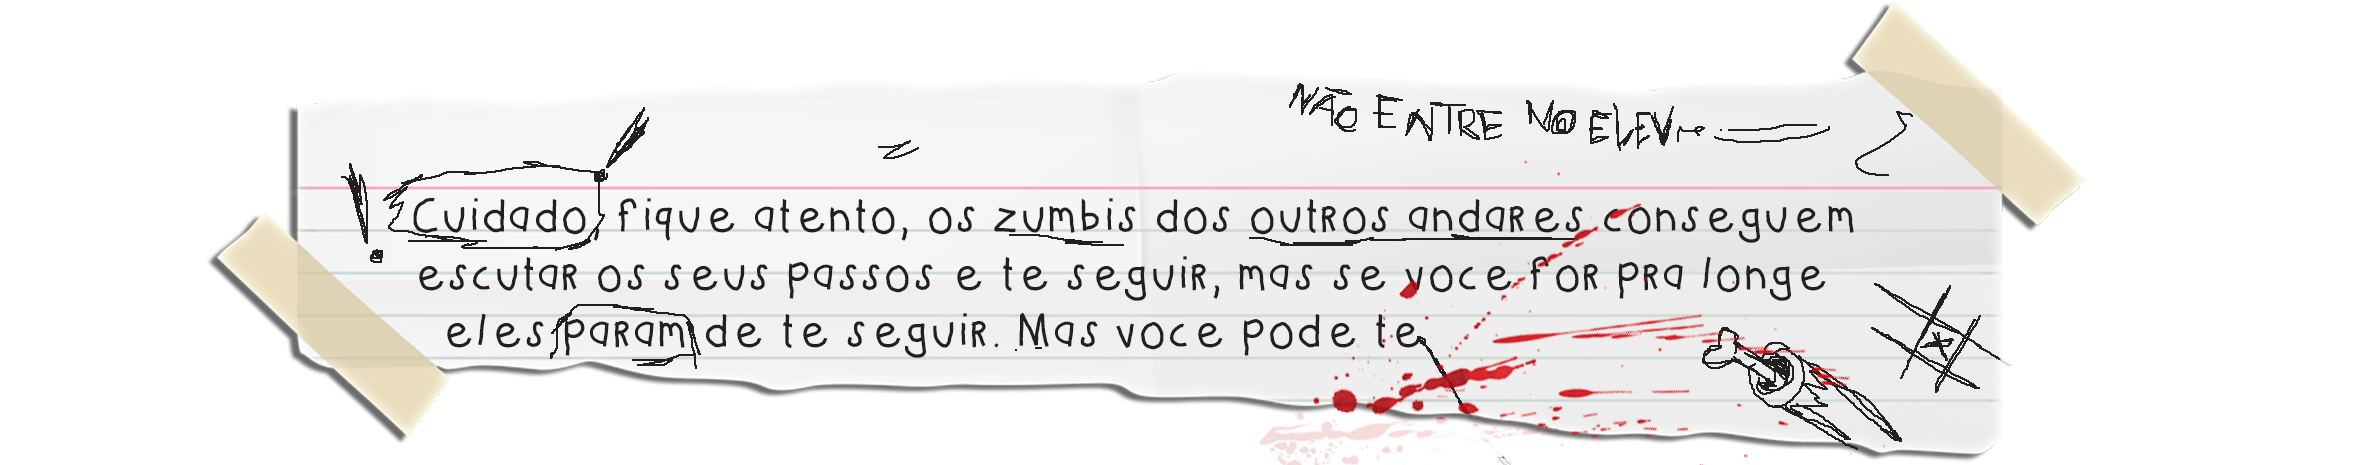 NÃO ENTRE NO ELEV
Cuidado, fique atento, os zumbis dos outros andares conseguem
escutar os seus passos e te seguir, mas se voce for pra longe
eles param de te seguir. Mas voce pode te